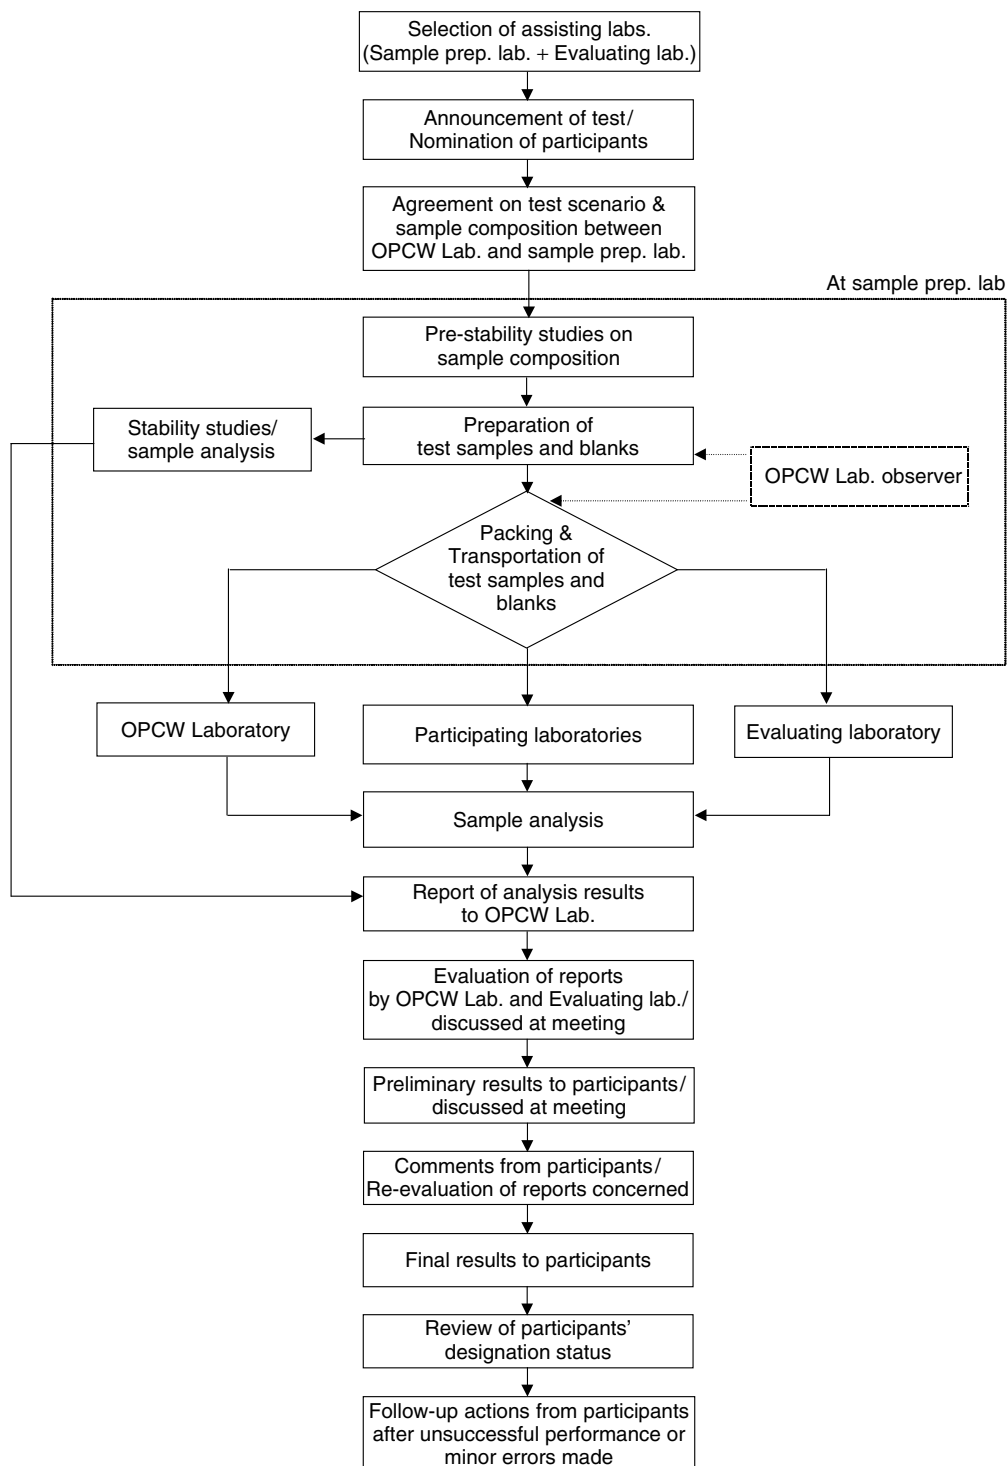 Selection of assisting labs.
(Sample prep. lab. + Evaluating lab.)
Announcement of test/
Nomination of participants
Agreement on test scenario &
sample composition between
OPCW Lab. and sample prep. lab.
At sample prep. lab
Pre-stability studies on
sample composition
Stability studies/
sample analysis
Preparation of
test samples and blanks
OPCW Lab. observer
Packing &
Transportation of
test samples and
blanks
OPCW Laboratory
Participating laboratories
Evaluating laboratory
Sample analysis
Report of analysis results
to OPCW Lab.
Evaluation of reports
by OPCW Lab. and Evaluating lab./
discussed at meeting
Preliminary results to participants/
discussed at meeting
Comments from participants/
Re-evaluation of reports concerned
Final results to participants
Review of participants’
designation status
Follow-up actions from participants
after unsuccessful performance or
minor errors made